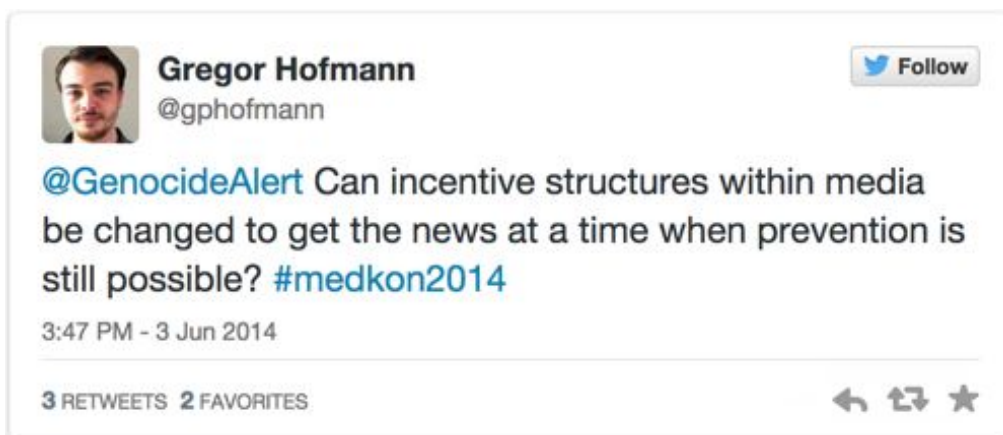 Gregor Hofmann
Follow
@gphofmann
@GenocideAlert Can incentive structures within media
be changed to get the news at a time when prevention is
still possible? #medkon2014
3:47 PM - 3 Jun 2014
3 RETWEETS 2 FAVORITES